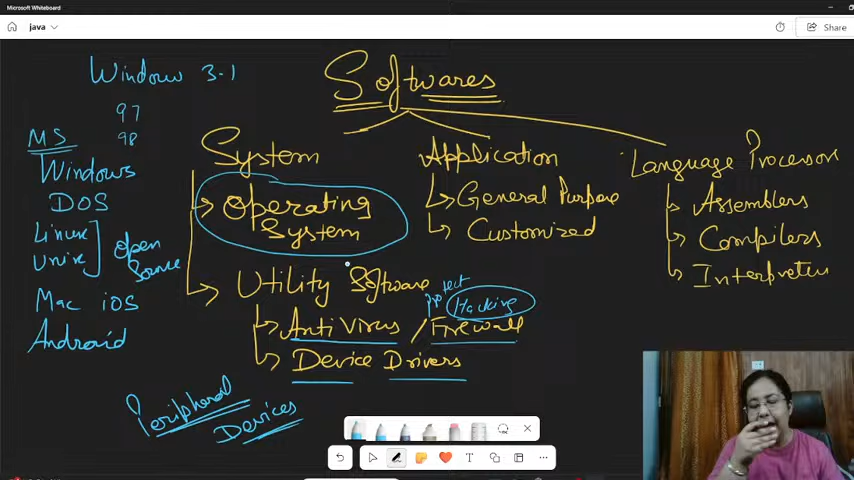 Microsoft Whiteboard
java
Share
Window 3-1
97
98
MS
Windows
DOS
Linux
Unix
Open
Source
Mac iOS
Android
Softwares
System
Operating
System
Utility Software
Anti Virus / Firewall
protect
Hacking
Device Drivers
Peripheral
Devices
Application
General Purpose
Customized
Language Processors
Assemblers
Compilers
Interpreters